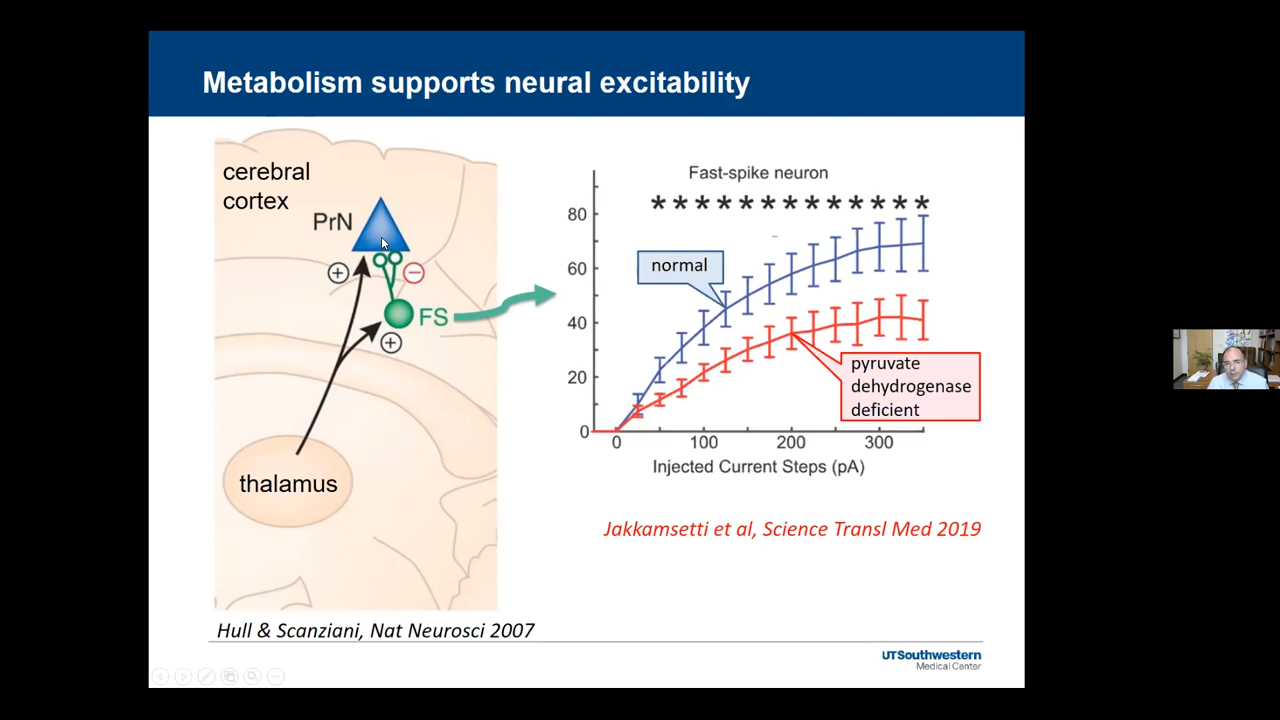 Metabolism supports neural excitability
cerebral
cortex
PrN
+
−
FS
+
thalamus
Hull & Scanziani, Nat Neurosci 2007
Fast-spike neuron
* * * * * * * * * * * * *
80
60
40
20
0
normal
pyruvate
dehydrogenase
deficient
0 100 200 300
Injected Current Steps (pA)
Jakkamsetti et al, Science Transl Med 2019
UTSouthwestern
Medical Center